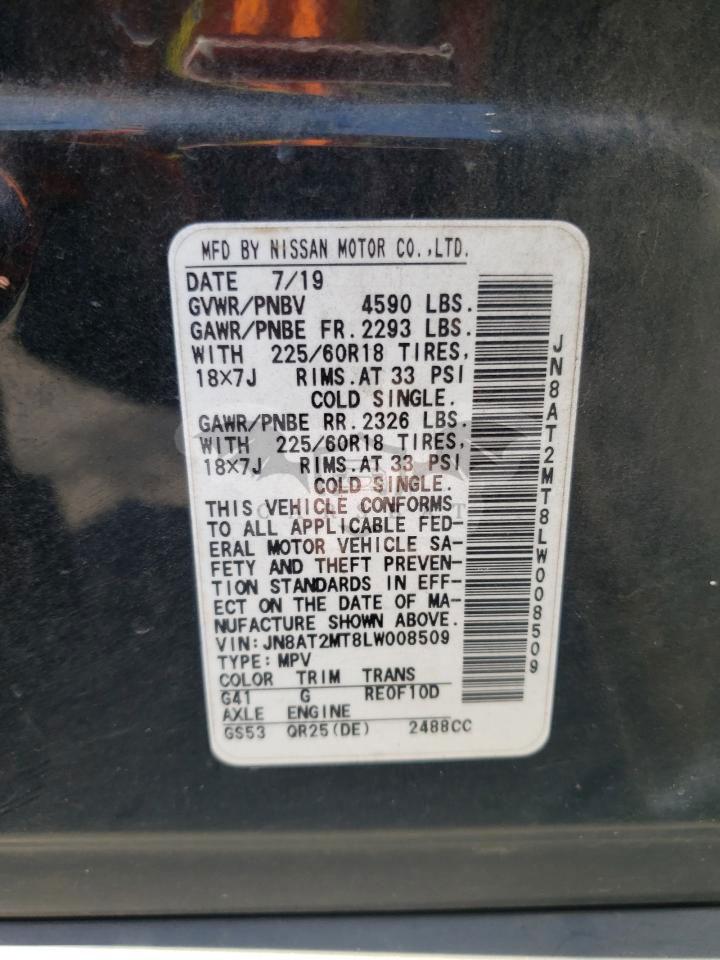 MFD BY NISSAN MOTOR CO.,LTD.
DATE 7/19
GVWR/PNBV 4590 LBS.
GAWR/PNBE FR. 2293 LBS.
WITH 225/60R18 TIRES,
18×7J RIMS. AT 33 PSI
COLD SINGLE.
GAWR/PNBE RR. 2326 LBS.
WITH 225/60R18 TIRES,
18×7J RIMS. AT 33 PSI
COLD SINGLE.
THIS VEHICLE CONFORMS
TO ALL APPLICABLE FED-
ERAL MOTOR VEHICLE SA-
FETY AND THEFT PREVEN-
TION STANDARDS IN EFF-
ECT ON THE DATE OF MA-
NUFACTURE SHOWN ABOVE.
VIN: JN8AT2MT8LW008509
TYPE: MPV
COLOR TRIM TRANS
G41 G RE0F10D
AXLE ENGINE
GS53 QR25(DE) 2488CC
JN8AT2MT8LW008509